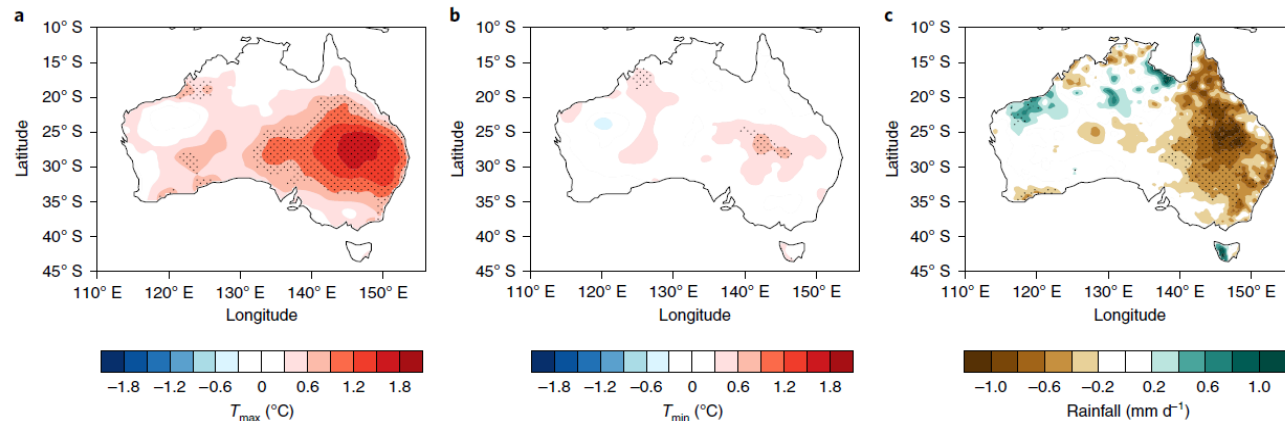 a
10° S
15° S
20° S
25° S
30° S
35° S
40° S
45° S
Latitude
110° E 120° E 130° E 140° E 150° E
Longitude
−1.8 −1.2 −0.6 0 0.6 1.2 1.8
Tmax (°C)
b
10° S
15° S
20° S
25° S
30° S
35° S
40° S
45° S
Latitude
110° E 120° E 130° E 140° E 150° E
Longitude
−1.8 −1.2 −0.6 0 0.6 1.2 1.8
Tmin (°C)
c
10° S
15° S
20° S
25° S
30° S
35° S
40° S
45° S
Latitude
110° E 120° E 130° E 140° E 150° E
Longitude
−1.0 −0.6 −0.2 0.2 0.6 1.0
Rainfall (mm d⁻¹)